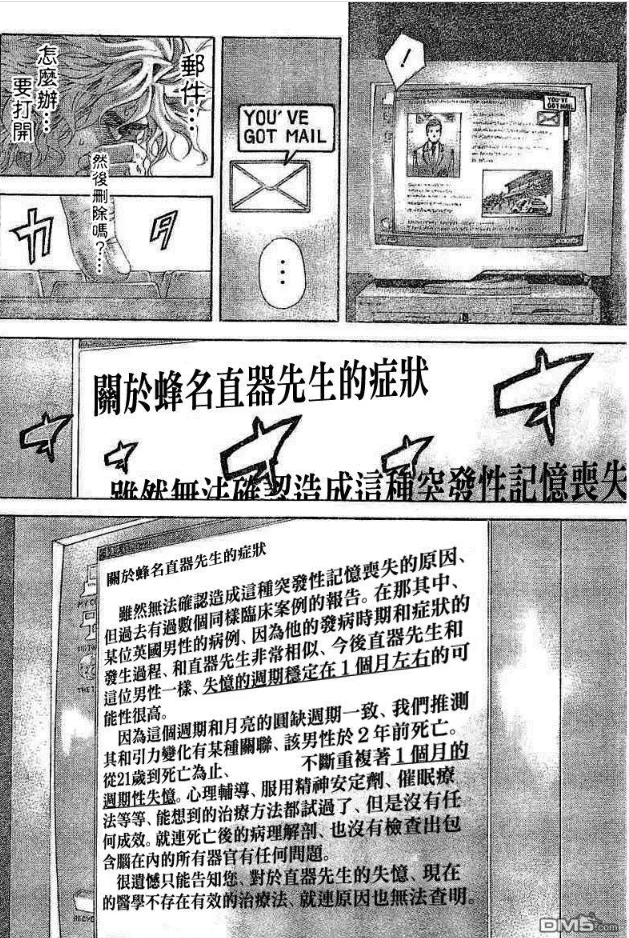 !
YOU'VE
GOT MAIL
YOU'VE
GOT MAIL
…
郵件…
怎麼辦…
要打開
然後刪除嗎?…
カ
タ
關於蜂名直器先生的症狀
雖然無法確認造成這種突發性記憶喪失
關於蜂名直器先生的症狀
雖然無法確認造成這種突發性記憶喪失的原因、
但過去有過數個同樣臨床案例的報告。在那其中、
某位英國男性的病例、因為他的發病時期和症狀的
發生過程、和直器先生非常相似、今後直器先生和
這位男性一樣、失憶的週期穩定在1個月左右的可
能性很高。
因為這個週期和月亮的圓缺週期一致、我們推測
其和引力變化有某種關聯、該男性於2年前死亡。
從21歲到死亡為止、 不斷重複著1個月的
週期性失憶。心理輔導、服用精神安定劑、催眠療
法等等、能想到的治療方法都試過了、但是沒有任
何成效。就連死亡後的病理解剖、也沒有檢查出包
含腦在內的所有器官有任何問題。
很遺憾只能告知您、對於直器先生的失憶、現在
的醫學不存在有效的治療法、就連原因也無法查明。
DM5.com